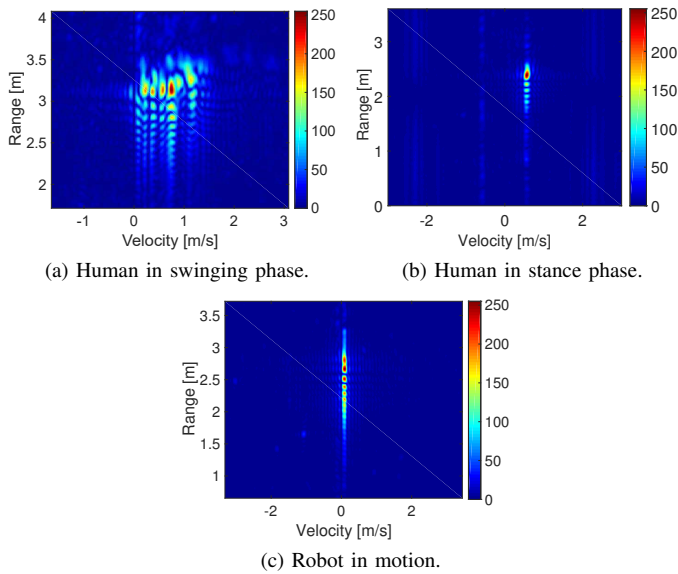 4
3.5
3
2.5
2
Range [m]
-1 0 1 2 3
Velocity [m/s]
250
200
150
100
50
0
(a) Human in swinging phase.
3
2
1
0
Range [m]
-2 0 2
Velocity [m/s]
250
200
150
100
50
0
(b) Human in stance phase.
3.5
3
2.5
2
1.5
1
Range [m]
-2 0 2
Velocity [m/s]
250
200
150
100
50
0
(c) Robot in motion.